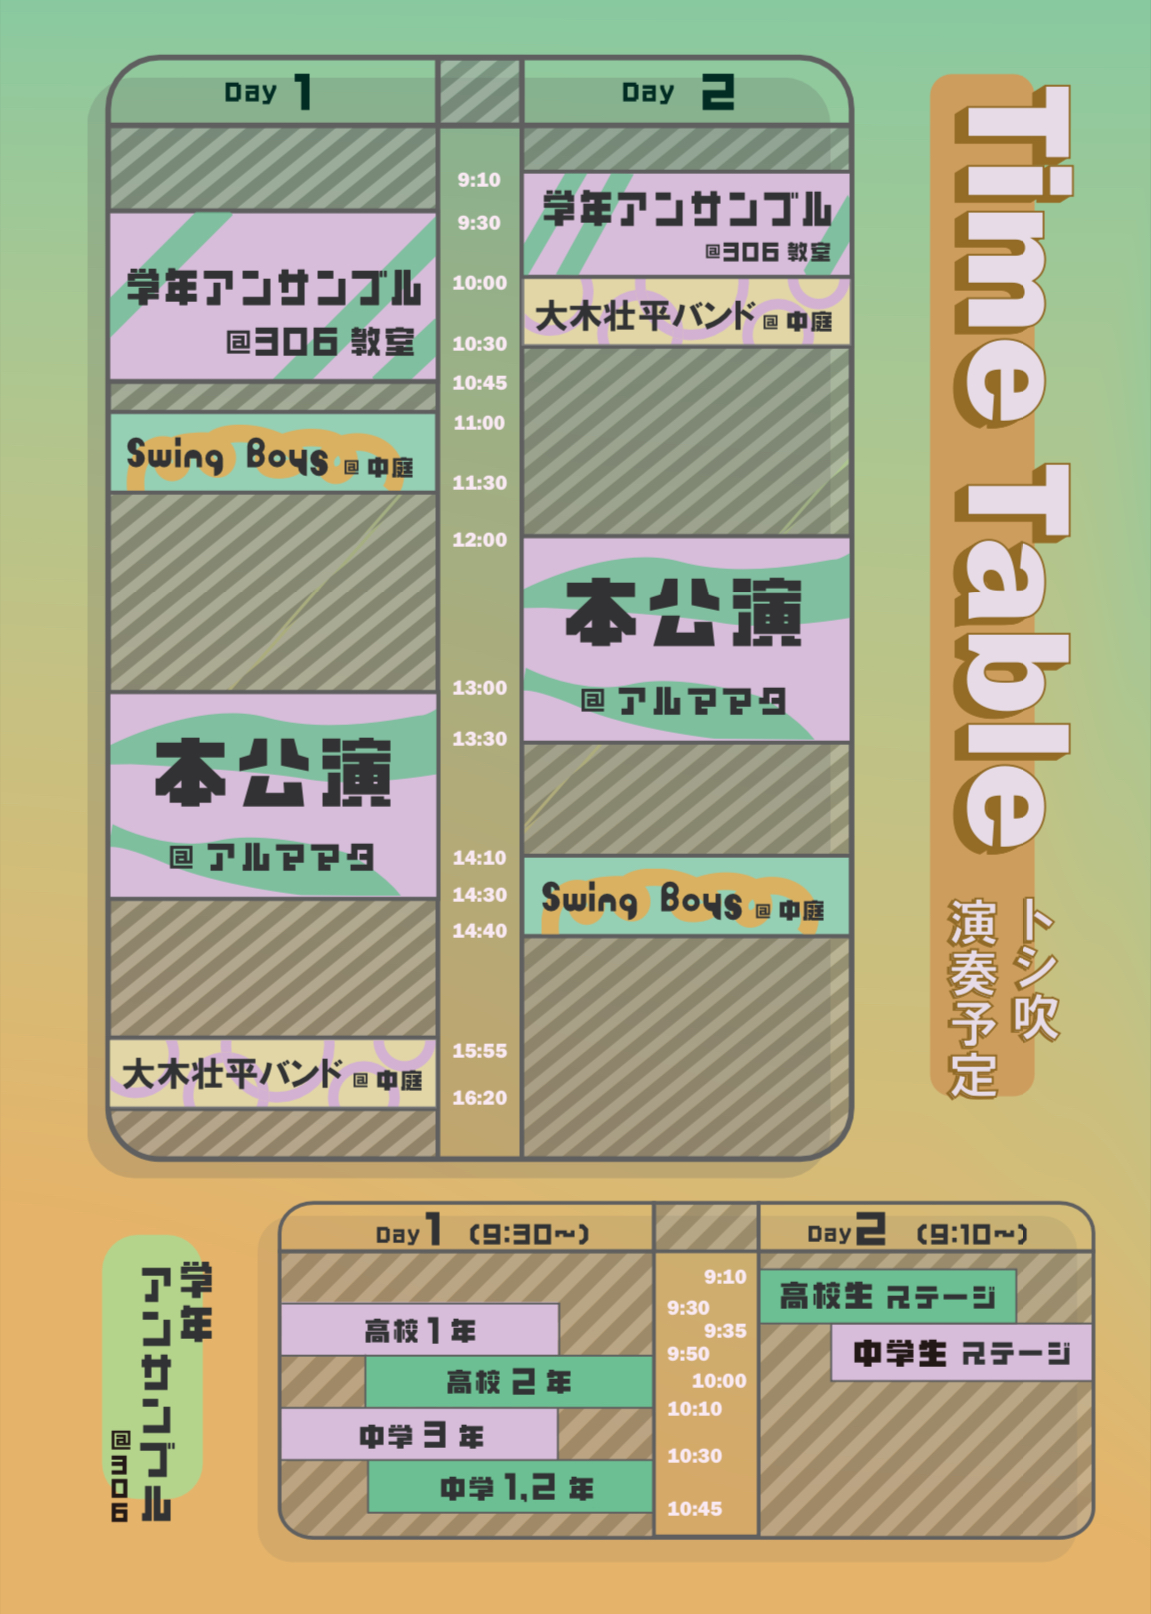 Time Table
トシ吹
演奏予定
Day 1
Day 2
9:10
9:30
10:00
10:30
10:45
11:00
11:30
12:00
13:00
13:30
14:10
14:30
14:40
15:55
16:20
学年アンサンブル
@306 教室
Swing Boys @ 中庭
本公演
@ アルママタ
大木壮平バンド @ 中庭
学年アンサンブル
@306 教室
大木壮平バンド @ 中庭
本公演
@ アルママタ
Swing Boys @ 中庭
学年
アンサンブル
@306
Day 1 (9:30~)
Day 2 (9:10~)
高校 1 年
高校 2 年
中学 3 年
中学 1,2 年
9:10
9:30
9:35
9:50
10:00
10:10
10:30
10:45
高校生 ステージ
中学生 ステージ